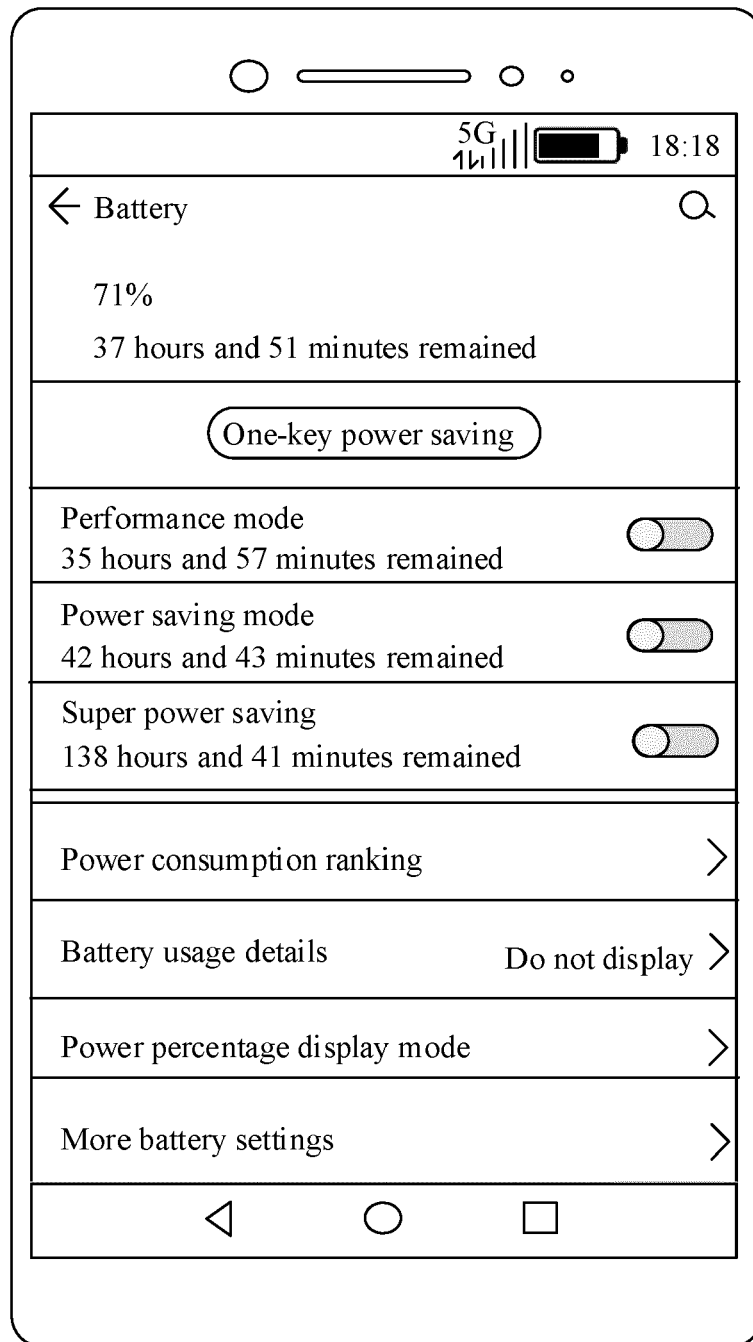 5G 18:18
Battery
71%
37 hours and 51 minutes remained
One-key power saving
Performance mode
35 hours and 57 minutes remained
Power saving mode
42 hours and 43 minutes remained
Super power saving
138 hours and 41 minutes remained
Power consumption ranking
Battery usage details Do not display
Power percentage display mode
More battery settings